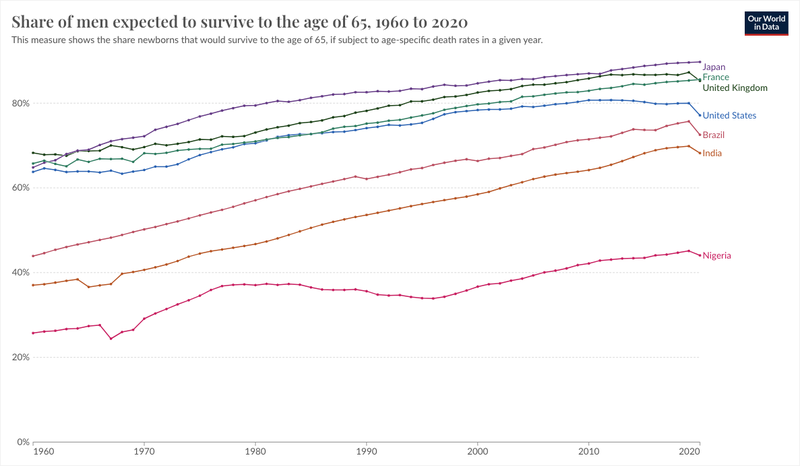 Share of men expected to survive to the age of 65, 1960 to 2020
This measure shows the share newborns that would survive to the age of 65, if subject to age-specific death rates in a given year.
Our World
in Data
Japan
France
United Kingdom
80%
United States
Brazil
India
60%
40%
Nigeria
20%
0%
1960
1970
1980
1990
2000
2010
2020